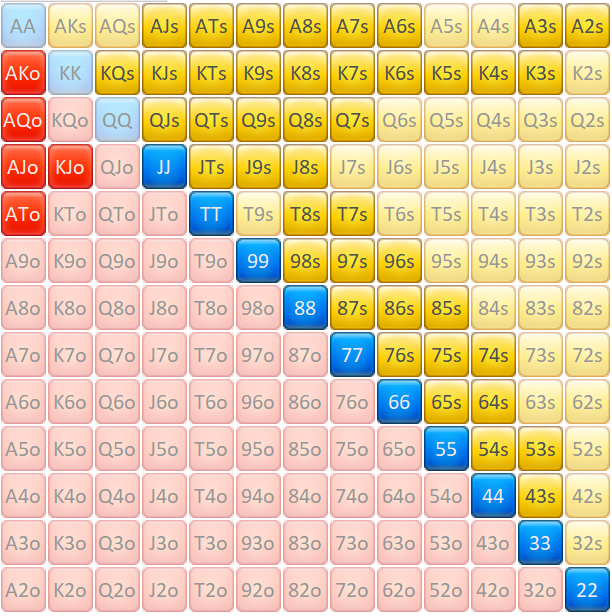 AA AKs AQs AJs ATs A9s A8s A7s A6s A5s A4s A3s A2s
AKo KK KQs KJs KTs K9s K8s K7s K6s K5s K4s K3s K2s
AQo KQo QQ QJs QTs Q9s Q8s Q7s Q6s Q5s Q4s Q3s Q2s
AJo KJo QJo JJ JTs J9s J8s J7s J6s J5s J4s J3s J2s
ATo KTo QTo JTo TT T9s T8s T7s T6s T5s T4s T3s T2s
A9o K9o Q9o J9o T9o 99 98s 97s 96s 95s 94s 93s 92s
A8o K8o Q8o J8o T8o 98o 88 87s 86s 85s 84s 83s 82s
A7o K7o Q7o J7o T7o 97o 87o 77 76s 75s 74s 73s 72s
A6o K6o Q6o J6o T6o 96o 86o 76o 66 65s 64s 63s 62s
A5o K5o Q5o J5o T5o 95o 85o 75o 65o 55 54s 53s 52s
A4o K4o Q4o J4o T4o 94o 84o 74o 64o 54o 44 43s 42s
A3o K3o Q3o J3o T3o 93o 83o 73o 63o 53o 43o 33 32s
A2o K2o Q2o J2o T2o 92o 82o 72o 62o 52o 42o 32o 22